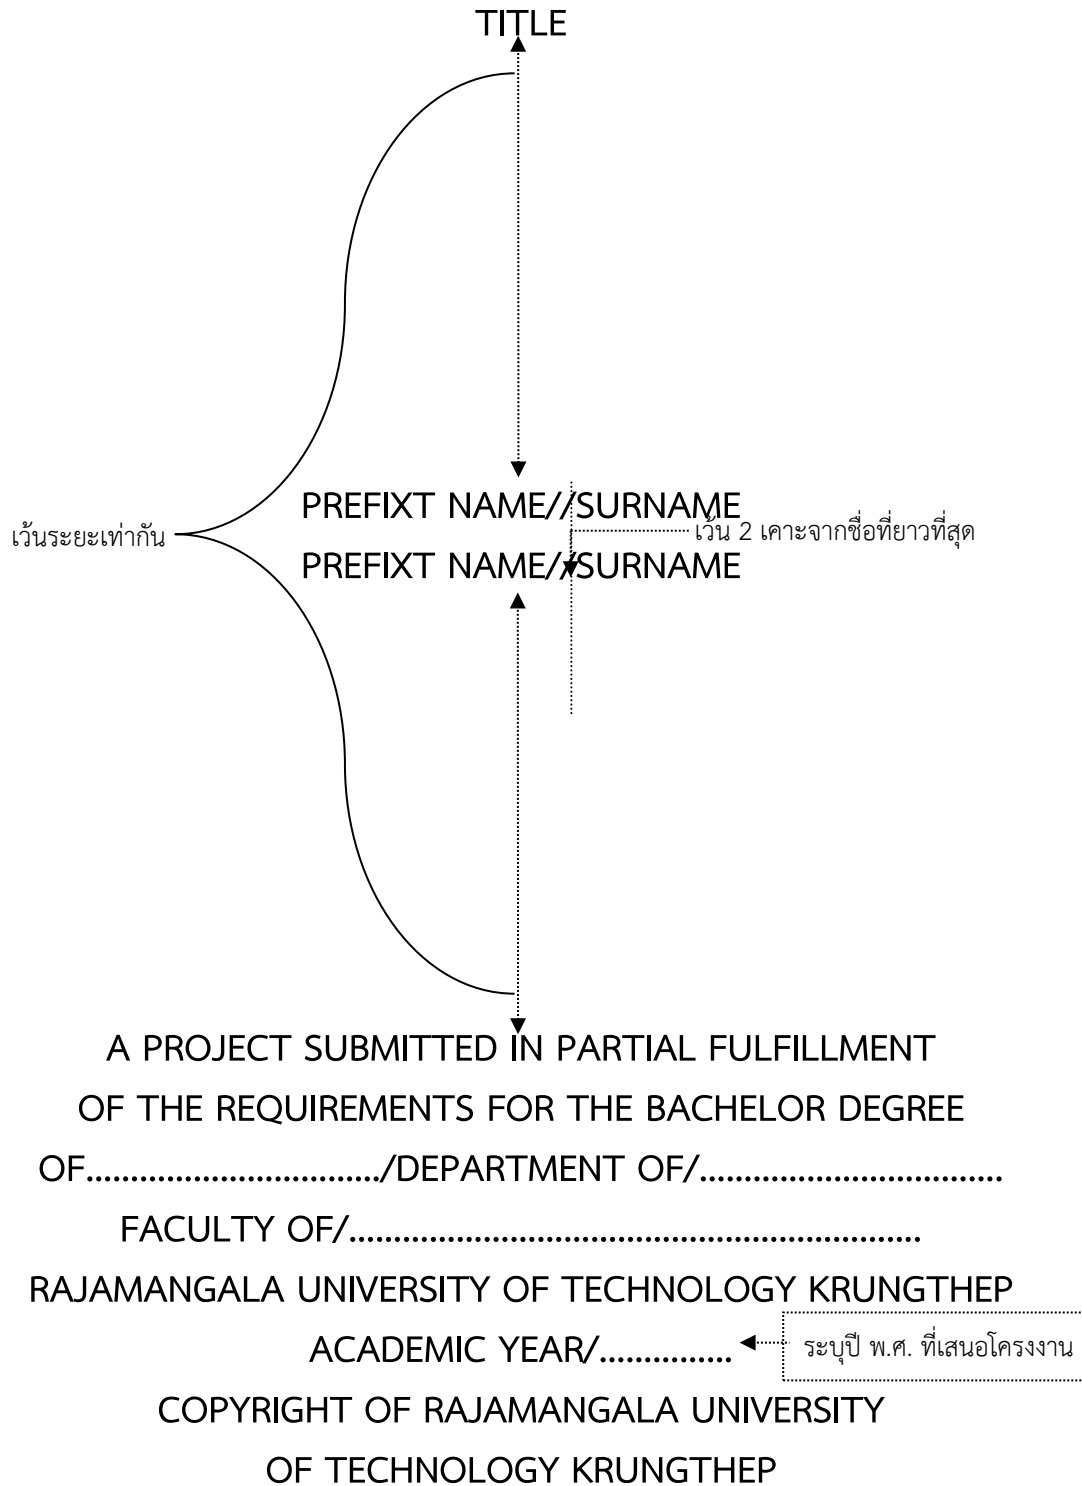 TITLE
PREFIXT NAME//SURNAME
เว้นระยะเท่ากัน
เว้น 2 เคาะจากชื่อที่ยาวที่สุด
PREFIXT NAME//SURNAME
A PROJECT SUBMITTED IN PARTIAL FULFILLMENT
OF THE REQUIREMENTS FOR THE BACHELOR DEGREE
OF................................./DEPARTMENT OF/..................................
FACULTY OF/................................................................
RAJAMANGALA UNIVERSITY OF TECHNOLOGY KRUNGTHEP
ACADEMIC YEAR/...............
ระบุปี พ.ศ. ที่เสนอโครงงาน
COPYRIGHT OF RAJAMANGALA UNIVERSITY
OF TECHNOLOGY KRUNGTHEP